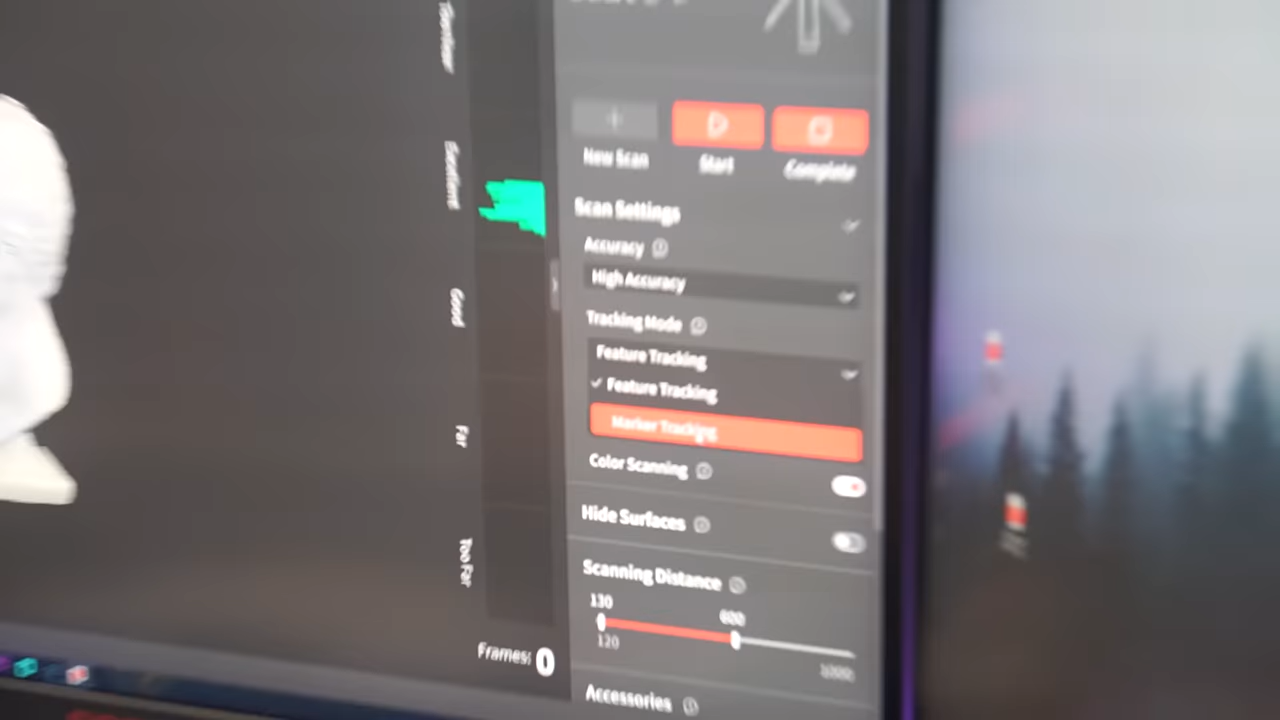 Excellent
Good
Far
Too Far
Frames: 0
New Scan
Start
Complete
Scan Settings
Accuracy
High Accuracy
Tracking Mode
Feature Tracking
Feature Tracking
Marker Tracking
Color Scanning
Hide Surfaces
Scanning Distance
130
600
120
1000
Accessories